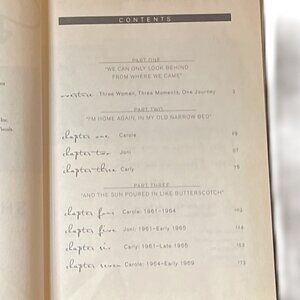 CONTENTS
PART ONE
"WE CAN ONLY LOOK BEHIND
FROM WHERE WE CAME"
overture Three Women, Three Moments, One Journey 3
PART TWO
"I'M HOME AGAIN, IN MY OLD NARROW BED"
chapter one Carole
chapter two Joni
chapter three Carly
PART THREE
"AND THE SUN POURED IN LIKE BUTTERSCOTCH"
chapter four Carole: 1961–1964
chapter five Joni: 1961–Early 1965
chapter six Carly: 1961–Late 1965
chapter seven Carole: 1964–Early 1969 173